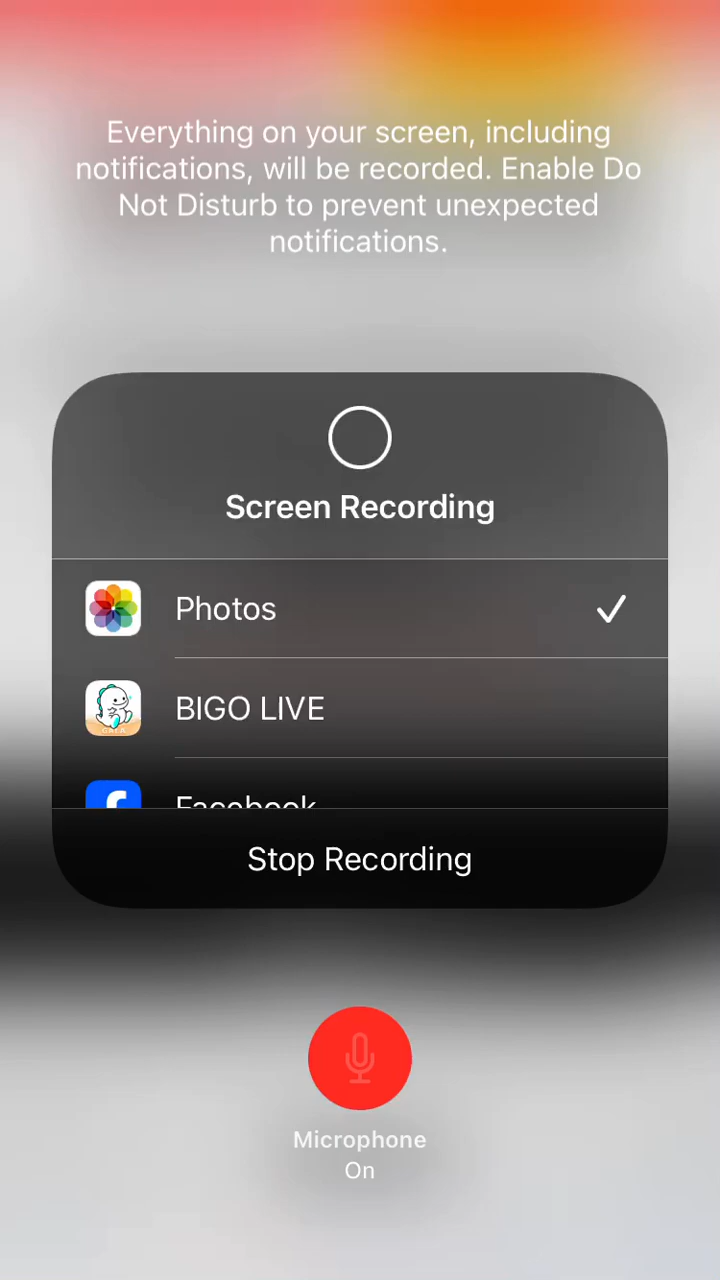 Everything on your screen, including
notifications, will be recorded. Enable Do
Not Disturb to prevent unexpected
notifications.
Screen Recording
Photos
BIGO LIVE
Facebook
Stop Recording
Microphone
On